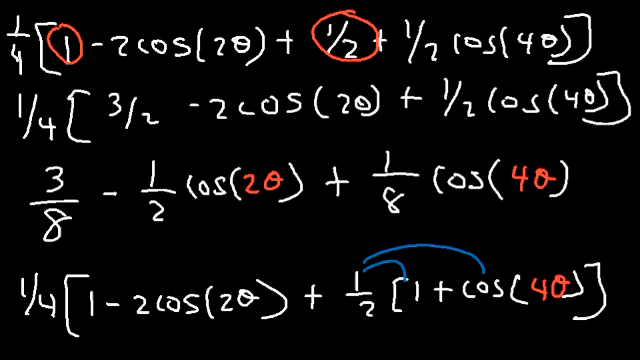 1/4 [1 - 2cos(2θ) + 1/2 + 1/2 cos(4θ)]
1/4 [3/2 - 2cos(2θ) + 1/2 cos(4θ)]
3/8 - 1/2 cos(2θ) + 1/8 cos(4θ)
1/4 [1 - 2cos(2θ) + 1/2 [1 + cos(4θ)]]